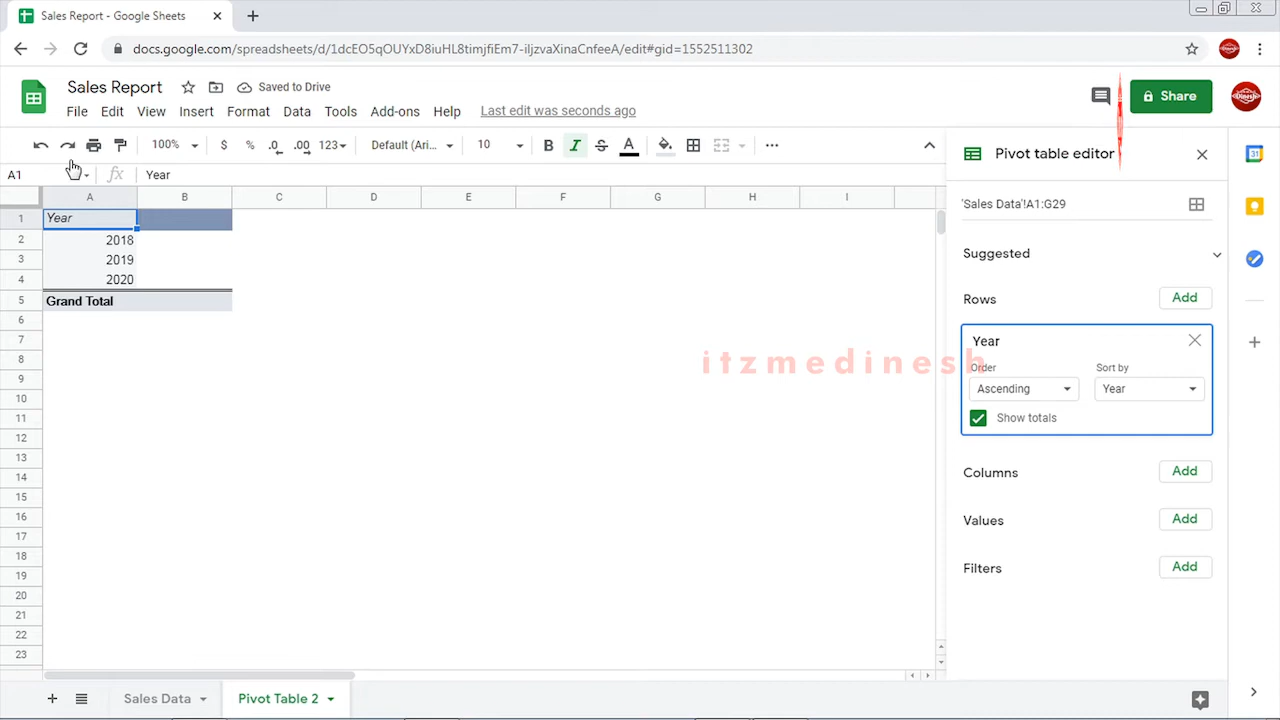 Sales Report - Google Sheets
docs.google.com/spreadsheets/d/1dcEO5qOUYxD8iuHL8timjfiEm7-iljzvaXinaCnfeeA/edit#gid=1552511302
Sales Report
Saved to Drive
File Edit View Insert Format Data Tools Add-ons Help Last edit was seconds ago
Share
Dinesh
100% $ % .0 .00 123 Default (Ari... 10 B I S A
A1 fx Year
Pivot table editor
'Sales Data'!A1:G29
A B C D E F G H I
1 Year
2 2018
3 2019
4 2020
5 Grand Total
6
7
8
9
10
11
12
13
14
15
16
17
18
19
20
21
22
23
Suggested
Rows Add
Year
Order Sort by
Ascending Year
Show totals
Columns Add
Values Add
Filters Add
itzmedinesh
31
Sales Data Pivot Table 2